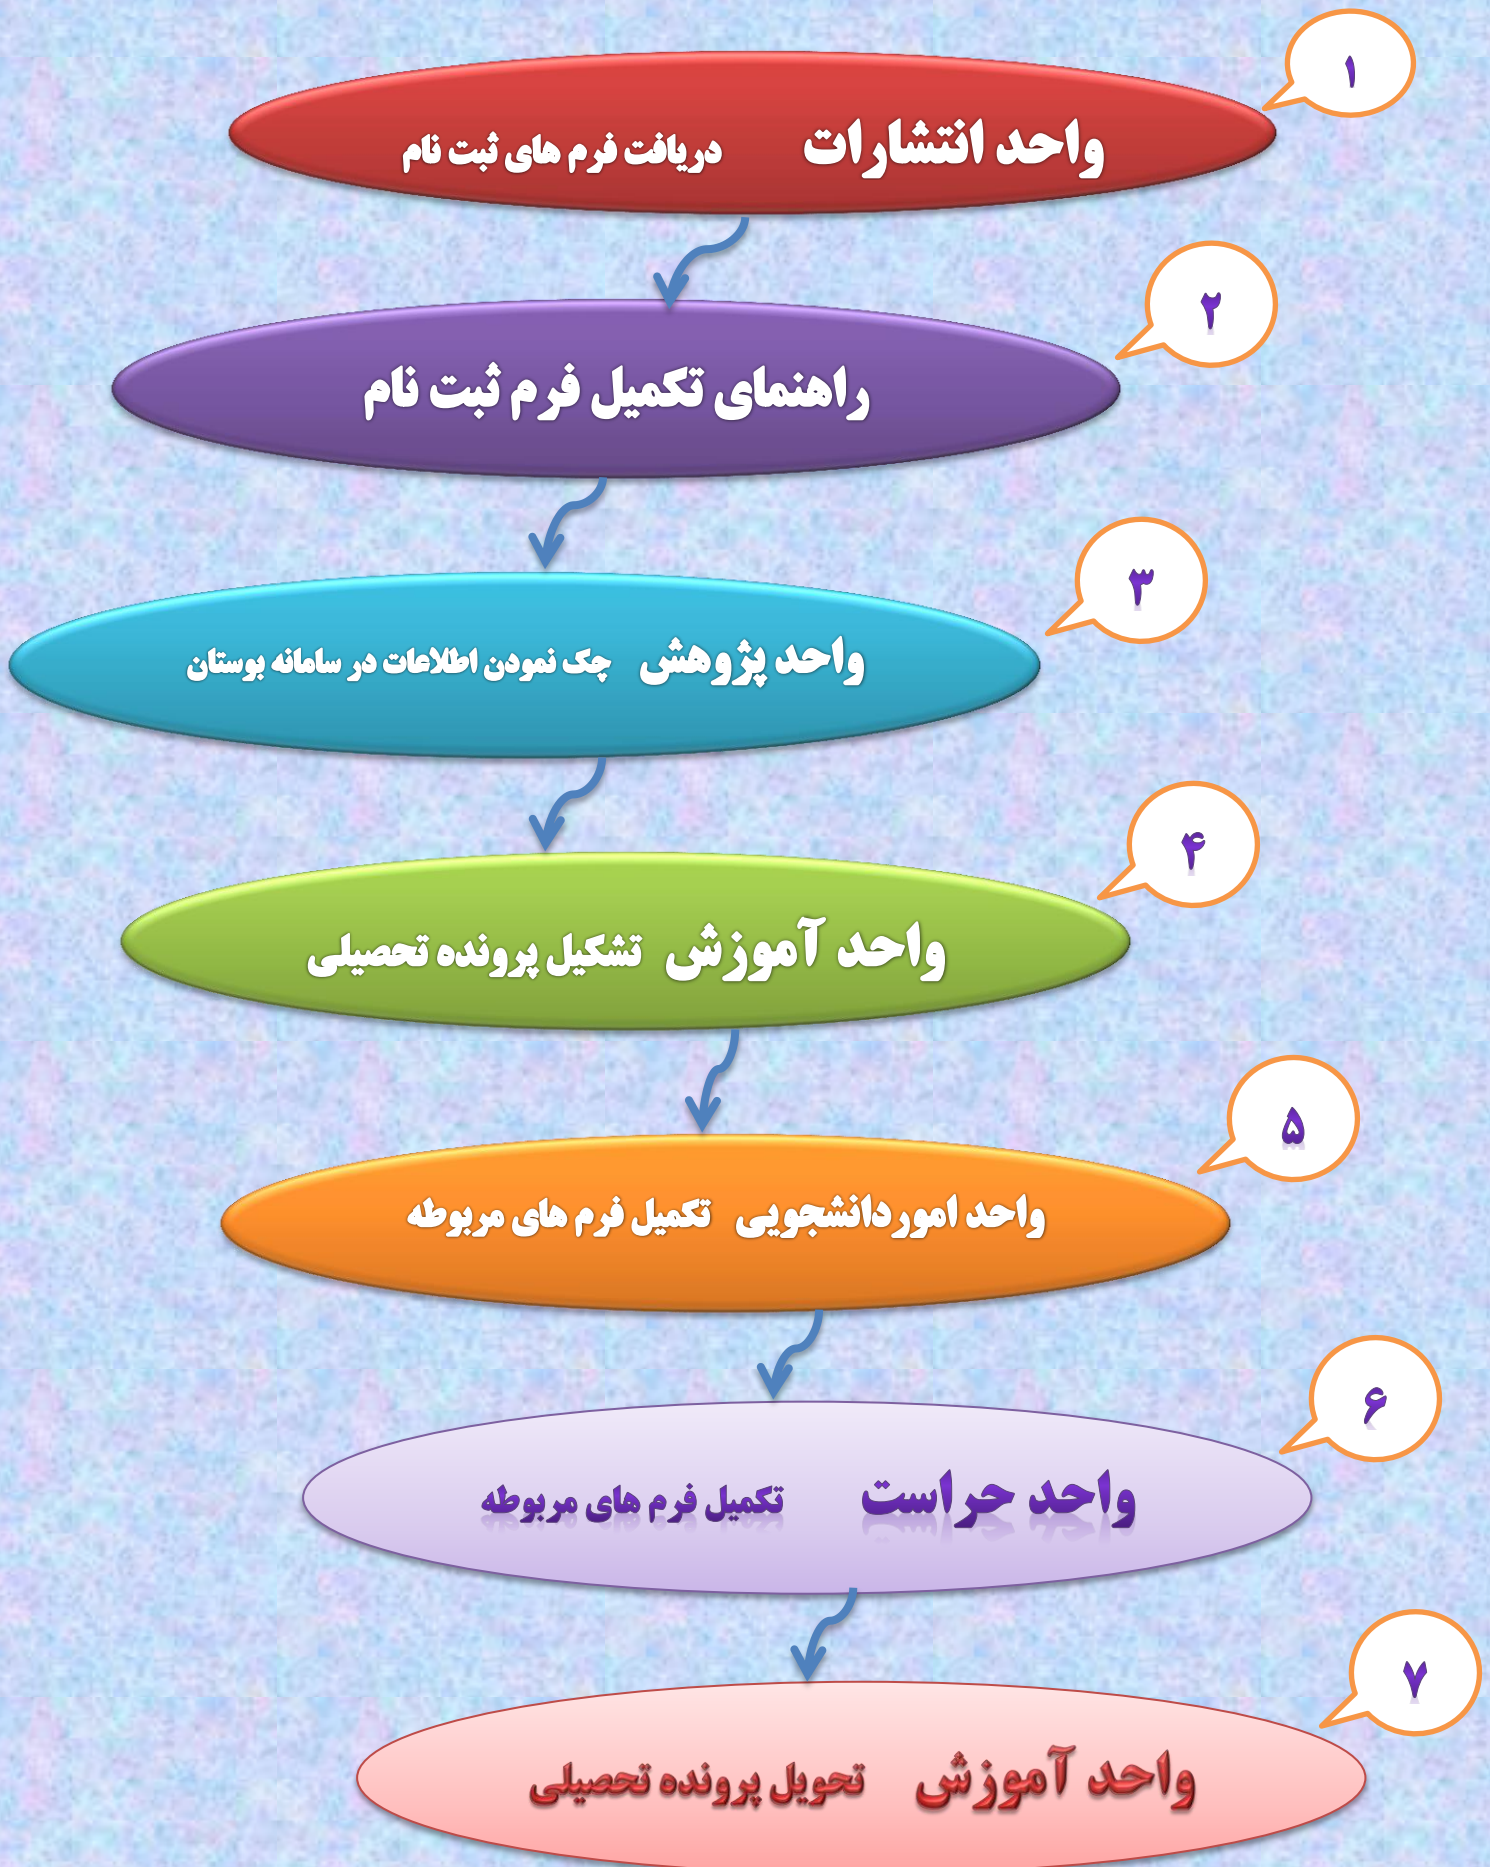 ۱
واحد انتشارات دریافت فرم های ثبت نام
۲
راهنمای تکمیل فرم ثبت نام
۳
واحد پژوهش چک نمودن اطلاعات در سامانه بوستان
۴
واحد آموزش تشکیل پرونده تحصیلی
۵
واحد اموردانشجویی تکمیل فرم های مربوطه
۶
واحد حراست تکمیل فرم های مربوطه
۷
واحد آموزش تحویل پرونده تحصیلی